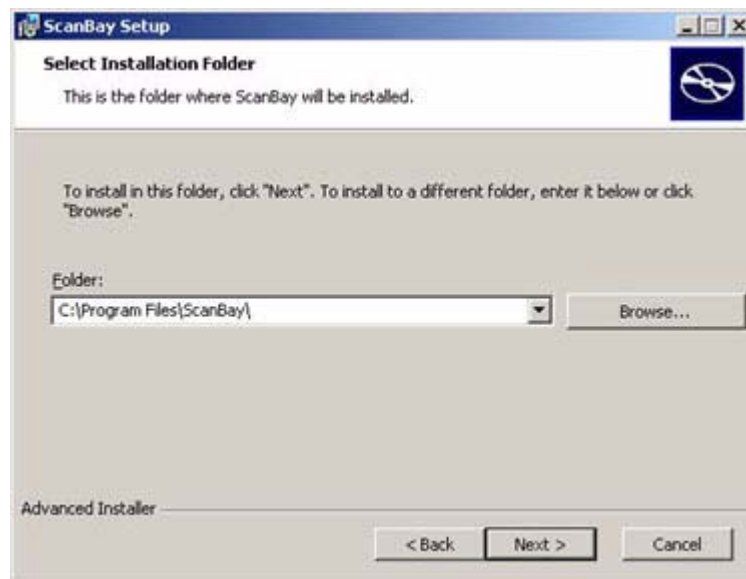 ScanBay Setup
Select Installation Folder
This is the folder where ScanBay will be installed.
To install in this folder, click "Next". To install to a different folder, enter it below or click
"Browse".
Folder:
C:\Program Files\ScanBay\
Browse...
Advanced Installer
< Back
Next >
Cancel